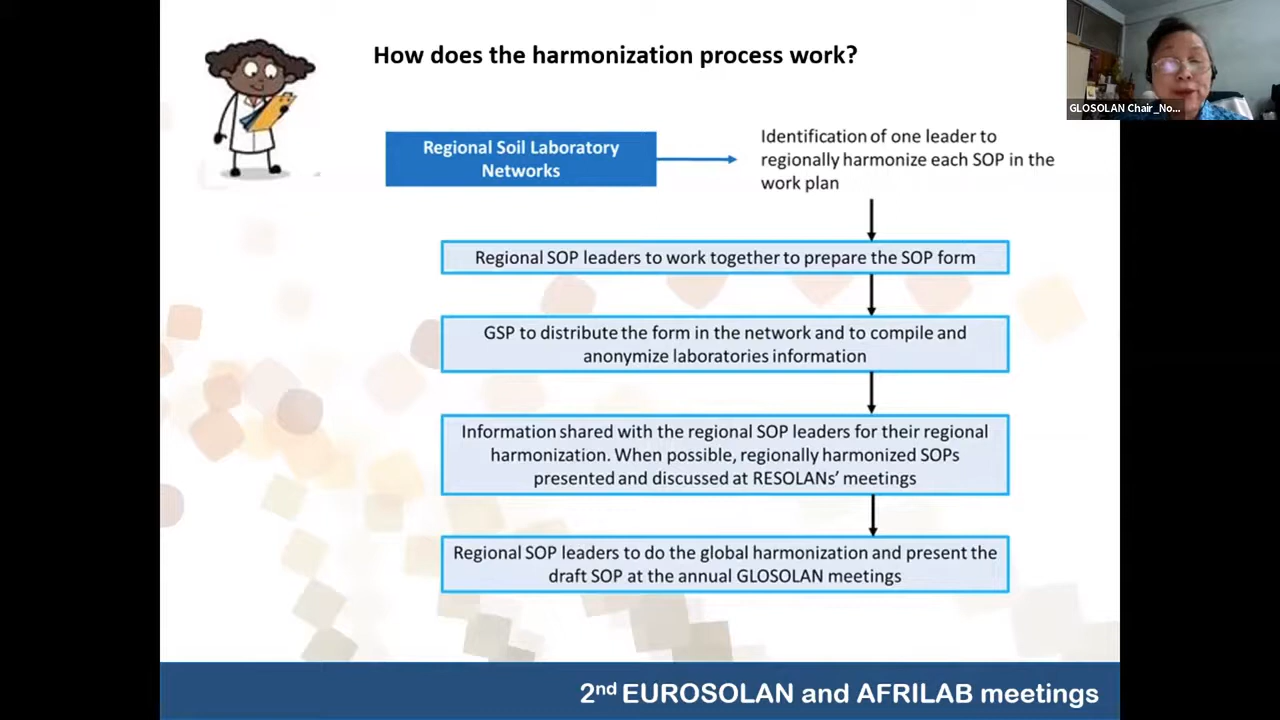 How does the harmonization process work?
GLOSOLAN Chair_No...
Regional Soil Laboratory
Networks
Identification of one leader to
regionally harmonize each SOP in the
work plan
Regional SOP leaders to work together to prepare the SOP form
GSP to distribute the form in the network and to compile and
anonymize laboratories information
Information shared with the regional SOP leaders for their regional
harmonization. When possible, regionally harmonized SOPs
presented and discussed at RESOLANs’ meetings
Regional SOP leaders to do the global harmonization and present the
draft SOP at the annual GLOSOLAN meetings
2nd EUROSOLAN and AFRILAB meetings